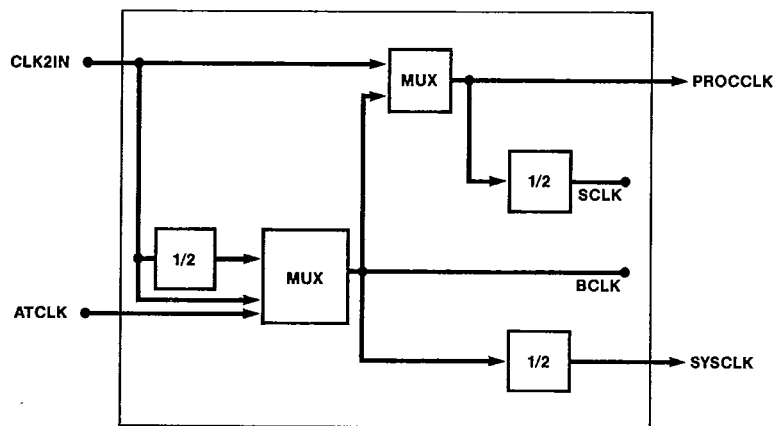 CLK2IN
MUX
PROCCLK
1/2
SCLK
1/2
MUX
BCLK
ATCLK
1/2
SYSCLK